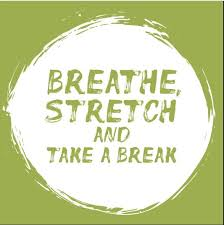 BREATHE,
STRETCH
AND
TAKE A BREAK